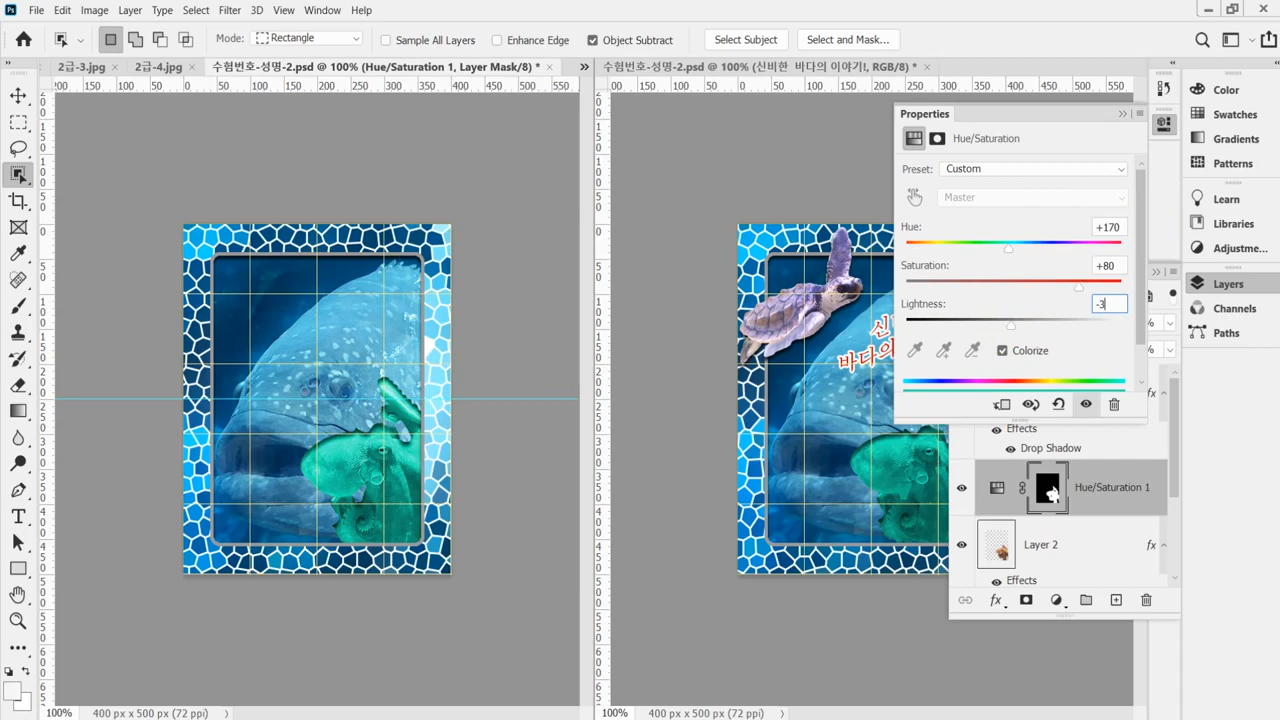 Ps File Edit Image Layer Type Select Filter 3D View Window Help
Mode: Rectangle Sample All Layers Enhance Edge Object Subtract Select Subject Select and Mask...
2급-3.jpg × 2급-4.jpg × 수험번호-성명-2.psd @ 100% (Hue/Saturation 1, Layer Mask/8) * × 수험번호-성명-2.psd @ 100% (신비한 바다의 이야기!, RGB/8) * ×
Properties
Hue/Saturation
Preset: Custom
Master
Hue: +170
Saturation: +80
Lightness: -3
Colorize
바다의
Effects
Drop Shadow
Hue/Saturation 1
Layer 2 fx
Effects
Color
Swatches
Gradients
Patterns
Learn
Libraries
Adjustme...
Layers
Channels
Paths
100% 400 px x 500 px (72 ppi)
100% 400 px x 500 px (72 ppi)